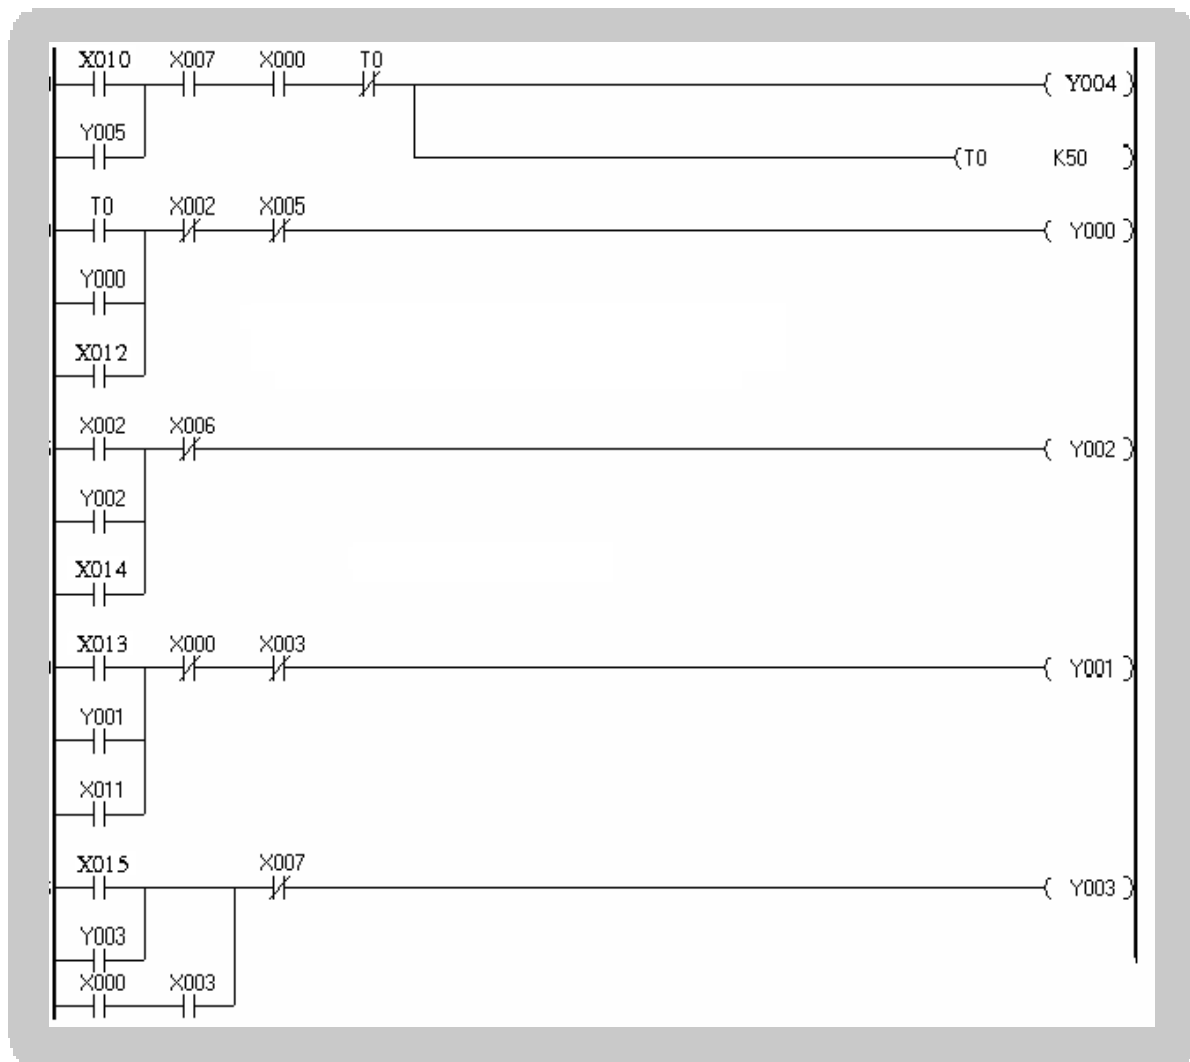 X010 X007 X000 T0
( Y004 )
Y005
(T0 K50 )
T0 X002 X005
( Y000 )
Y000
X012
X002 X006
( Y002 )
Y002
X014
X013 X000 X003
( Y001 )
Y001
X011
X015 X007
( Y003 )
Y003
X000 X003